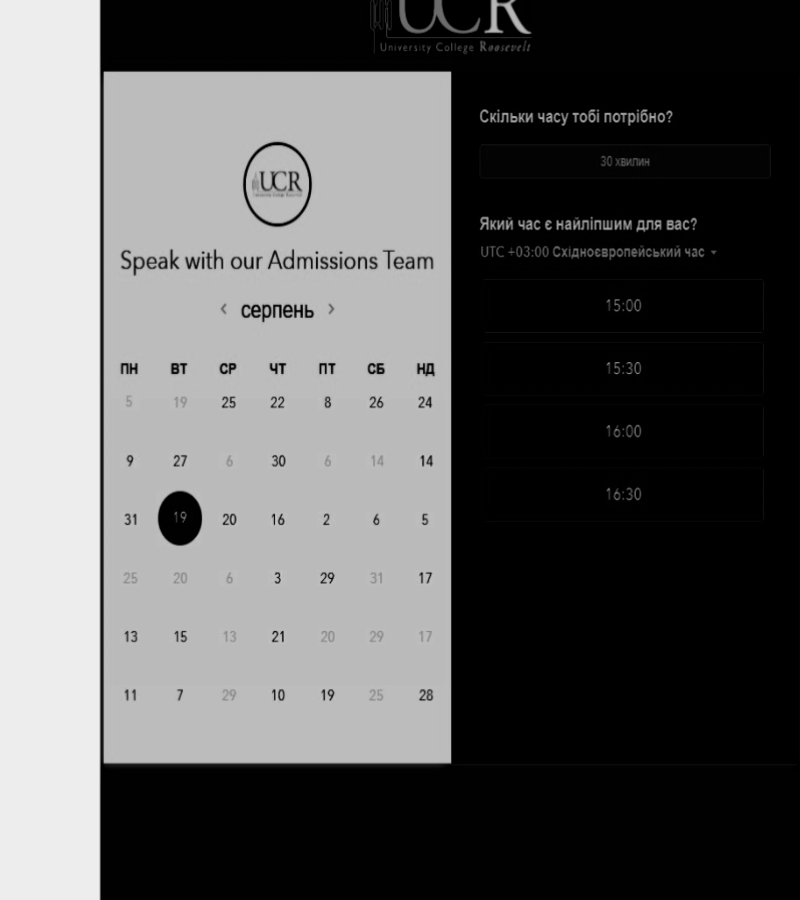 UCR
University College Roosevelt
UCR
Speak with our Admissions Team
серпень
ПН ВТ СР ЧТ ПТ СБ НД
5 19 25 22 8 26 24
9 27 6 30 6 14 14
31 19 20 16 2 6 5
25 20 6 3 29 31 17
13 15 13 21 20 29 17
11 7 29 10 19 25 28
Скільки часу тобі потрібно?
30 хвилин
Який час є найліпшим для вас?
UTC +03:00 Східноєвропейський час
15:00
15:30
16:00
16:30